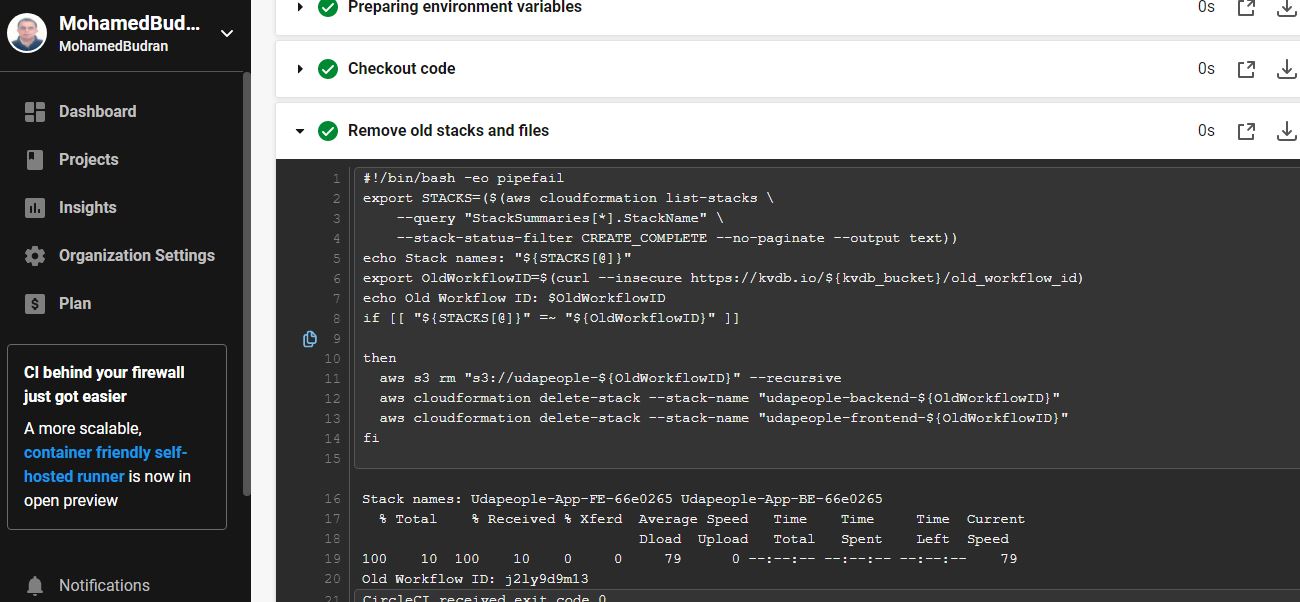 MohamedBud...
MohamedBudran
Dashboard
Projects
Insights
Organization Settings
Plan
CI behind your firewall
just got easier
A more scalable,
container friendly self-
hosted runner is now in
open preview
Notifications
Preparing environment variables 0s
Checkout code 0s
Remove old stacks and files 0s
1 #!/bin/bash -eo pipefail
2 export STACKS=($(aws cloudformation list-stacks \
3     --query "StackSummaries[*].StackName" \
4     --stack-status-filter CREATE_COMPLETE --no-paginate --output text))
5 echo Stack names: "${STACKS[@]}"
6 export OldWorkflowID=$(curl --insecure https://kvdb.io/${kvdb_bucket}/old_workflow_id)
7 echo Old Workflow ID: $OldWorkflowID
8 if [[ "${STACKS[@]}" =~ "${OldWorkflowID}" ]]
9
10 then
11   aws s3 rm "s3://udapeople-${OldWorkflowID}" --recursive
12   aws cloudformation delete-stack --stack-name "udapeople-backend-${OldWorkflowID}"
13   aws cloudformation delete-stack --stack-name "udapeople-frontend-${OldWorkflowID}"
14 fi
15
16 Stack names: Udapeople-App-FE-66e0265 Udapeople-App-BE-66e0265
17   % Total    % Received % Xferd  Average Speed   Time    Time     Time  Current
18                                  Dload  Upload   Total   Spent    Left  Speed
19 100    10  100    10    0     0     79      0 --:--:-- --:--:-- --:--:--    79
20 Old Workflow ID: j2ly9d9m13
21 CircleCI received exit code 0